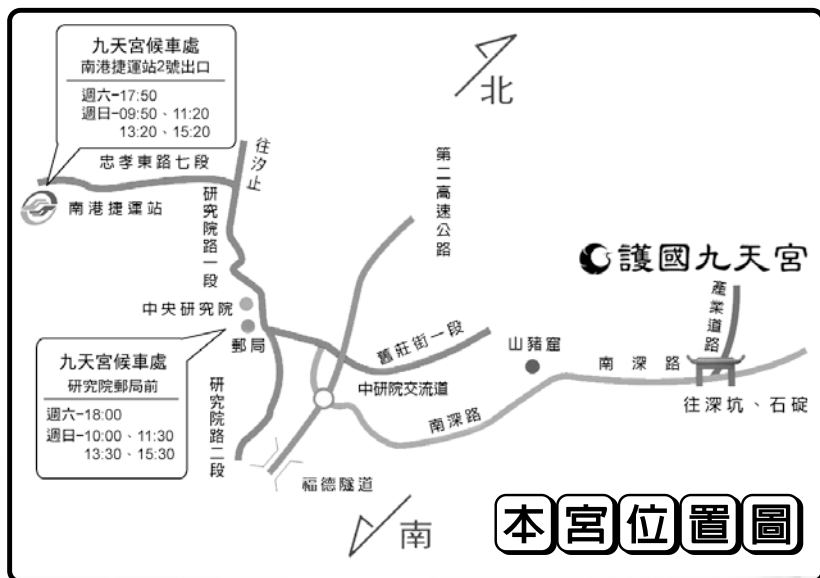 九天宮候車處
南港捷運站2號出口
週六-17:50
週日-09:50、11:20
13:20、15:20
北
往汐止
忠孝東路七段
南港捷運站
研究院路一段
第二高速公路
護國九天宮
產業道路
中央研究院
郵局
舊莊街一段
山豬窟
南深路
往深坑、石碇
九天宮候車處
研究院郵局前
週六-18:00
週日-10:00、11:30
13:30、15:30
研究院路二段
中研院交流道
南深路
福德隧道
南
本宮位置圖